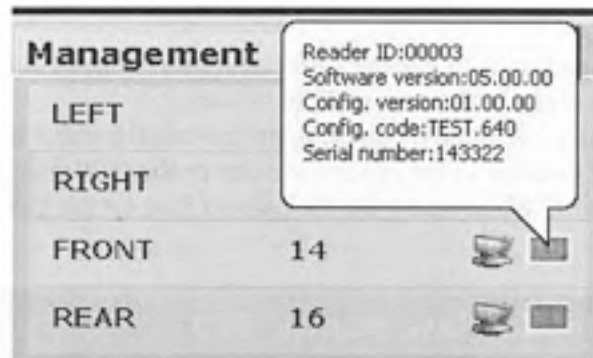 Management
Reader ID:00003
Software version:05.00.00
Config. version:01.00.00
Config. code:TEST.640
Serial number:143322
LEFT
RIGHT
FRONT 14
REAR 16